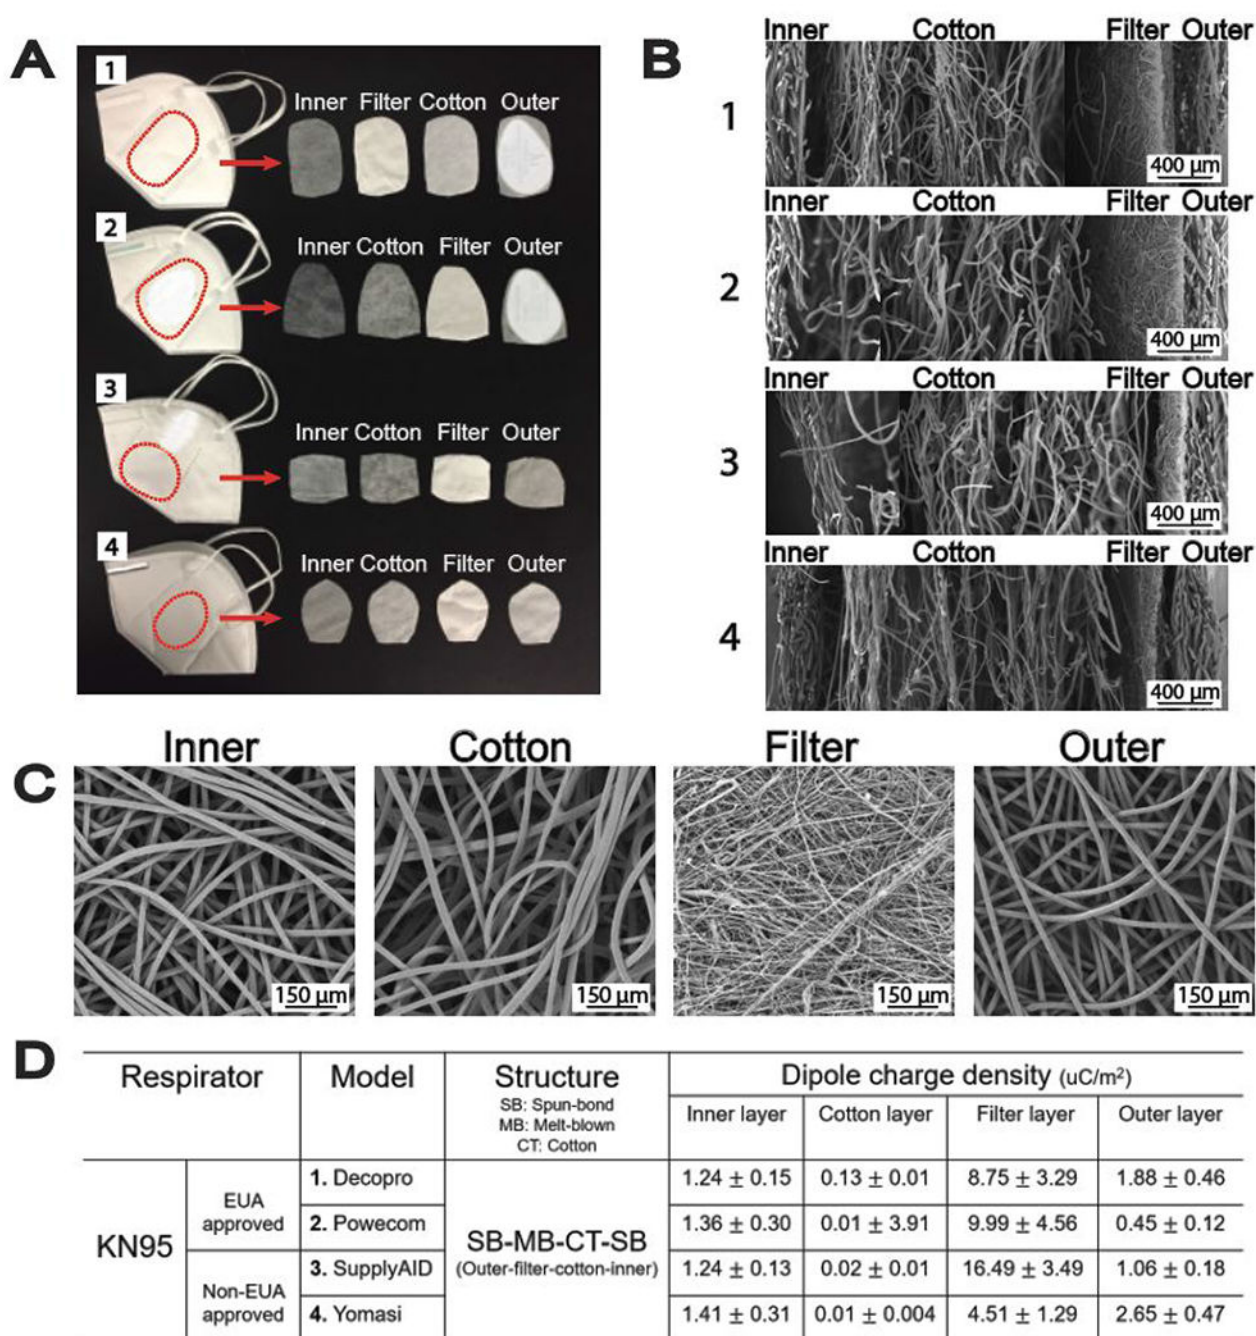 A
1
Inner Filter Cotton Outer
2
Inner Cotton Filter Outer
3
Inner Cotton Filter Outer
4
Inner Cotton Filter Outer
B
Inner Cotton Filter Outer
1
400 µm
Inner Cotton Filter Outer
2
400 µm
Inner Cotton Filter Outer
3
400 µm
Inner Cotton Filter Outer
4
400 µm
C
Inner Cotton Filter Outer
150 µm 150 µm 150 µm 150 µm
D
Respirator Model Structure Dipole charge density (uC/m²)
SB: Spun-bond
MB: Melt-blown
CT: Cotton
Inner layer Cotton layer Filter layer Outer layer
KN95
EUA approved
1. Decopro 1.24 ± 0.15 0.13 ± 0.01 8.75 ± 3.29 1.88 ± 0.46
2. Powecom 1.36 ± 0.30 0.01 ± 3.91 9.99 ± 4.56 0.45 ± 0.12
SB-MB-CT-SB
(Outer-filter-cotton-inner)
Non-EUA approved
3. SupplyAID 1.24 ± 0.13 0.02 ± 0.01 16.49 ± 3.49 1.06 ± 0.18
4. Yomasi 1.41 ± 0.31 0.01 ± 0.004 4.51 ± 1.29 2.65 ± 0.47